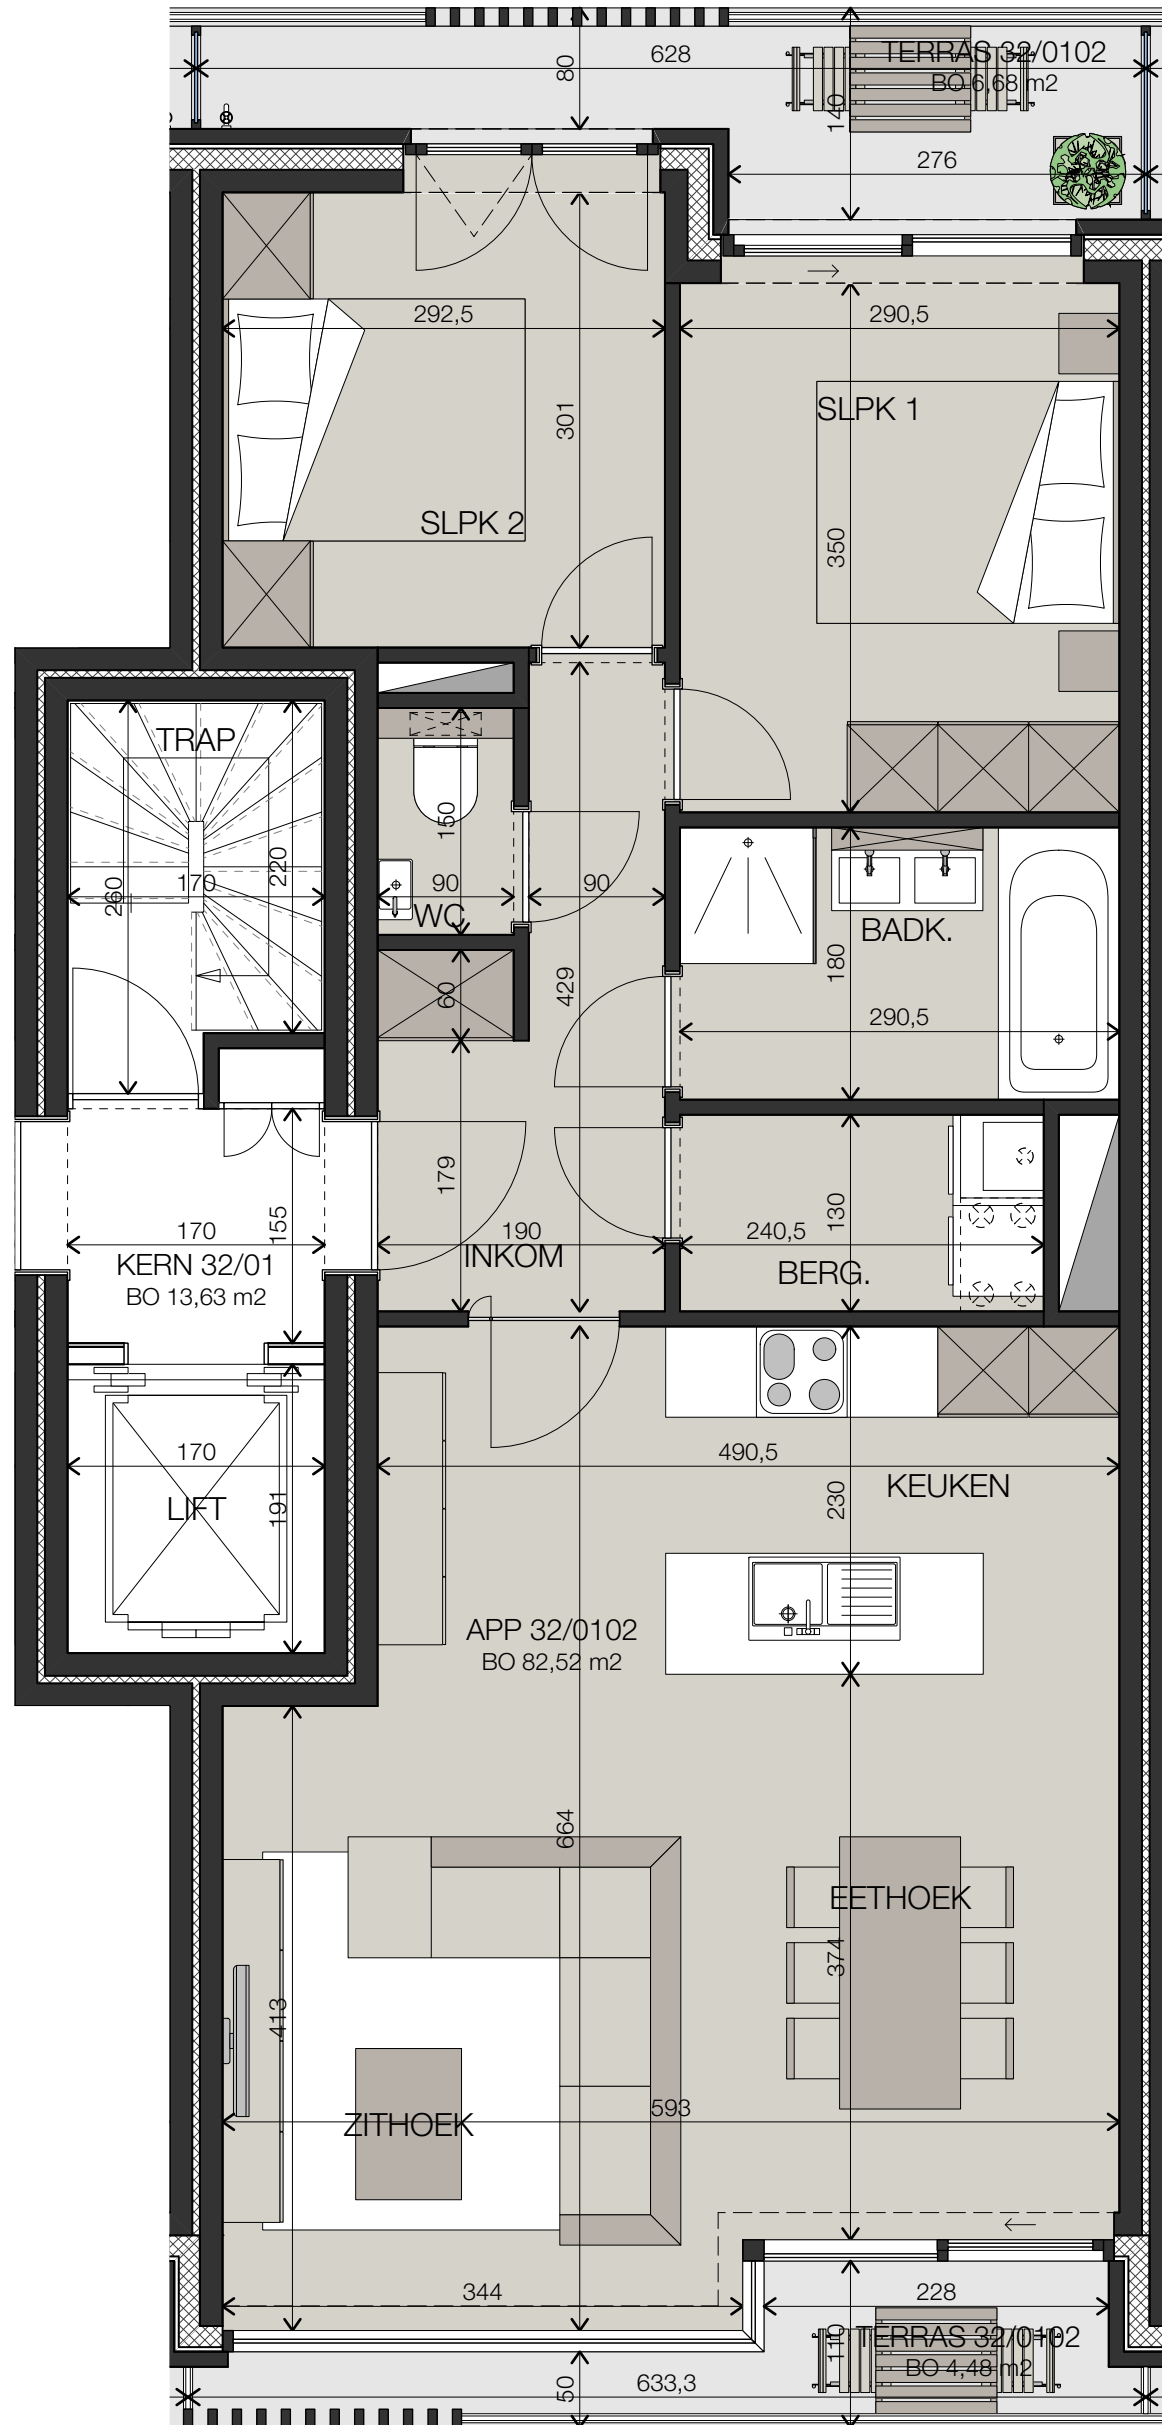 628
80
TERRAS 32/0102
BO 6,68 m2
140
276
292,5
290,5
301
SLPK 1
SLPK 2
350
TRAP
150
220
260
170
90
90
WC
BADK.
180
60
429
290,5
179
155
170
190
240,5
130
KERN 32/01
BO 13,63 m2
INKOM
BERG.
170
490,5
KEUKEN
230
LIFT
191
APP 32/0102
BO 82,52 m2
664
EETHOEK
374
413
593
ZITHOEK
344
228
110
TERRAS 32/0102
BO 4,48 m2
50
633,3